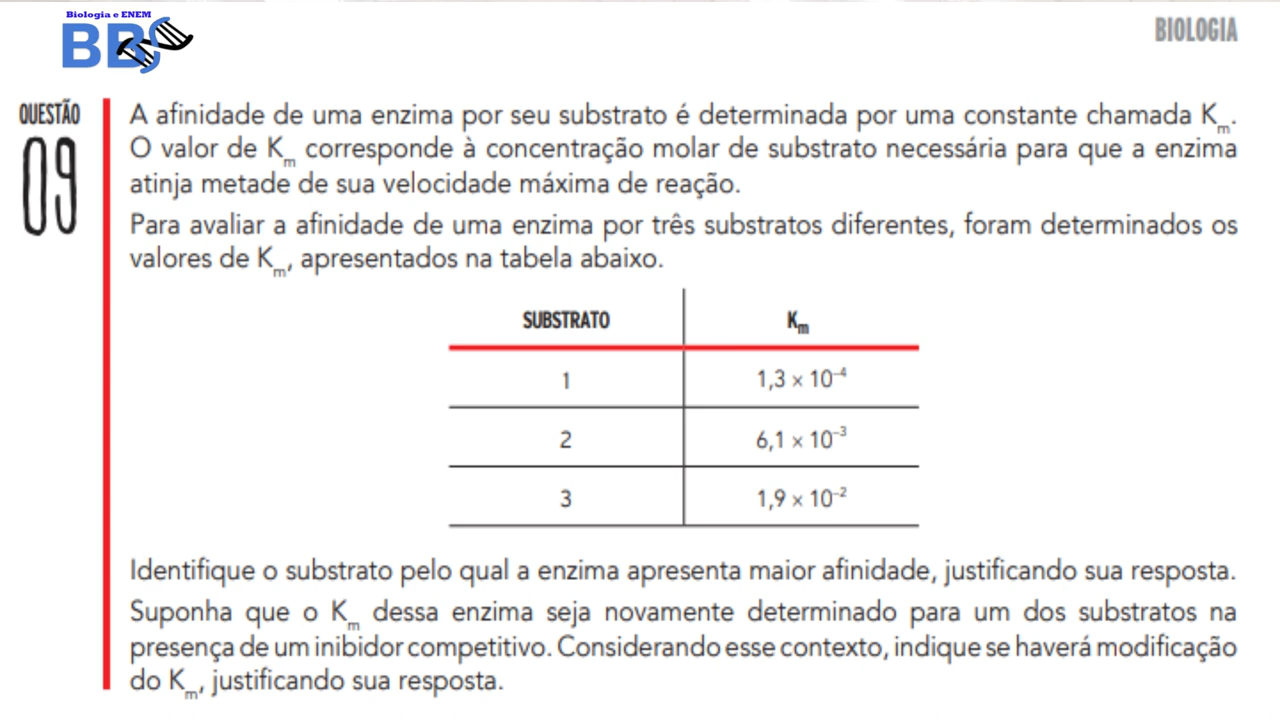 Biologia e ENEM
BBS
BIOLOGIA
QUESTÃO
09
A afinidade de uma enzima por seu substrato é determinada por uma constante chamada Kₘ.
O valor de Kₘ corresponde à concentração molar de substrato necessária para que a enzima
atinja metade de sua velocidade máxima de reação.
Para avaliar a afinidade de uma enzima por três substratos diferentes, foram determinados os
valores de Kₘ, apresentados na tabela abaixo.
SUBSTRATO Kₘ
1 1,3 × 10⁻⁴
2 6,1 × 10⁻³
3 1,9 × 10⁻²
Identifique o substrato pelo qual a enzima apresenta maior afinidade, justificando sua resposta.
Suponha que o Kₘ dessa enzima seja novamente determinado para um dos substratos na
presença de um inibidor competitivo. Considerando esse contexto, indique se haverá modificação
do Kₘ, justificando sua resposta.